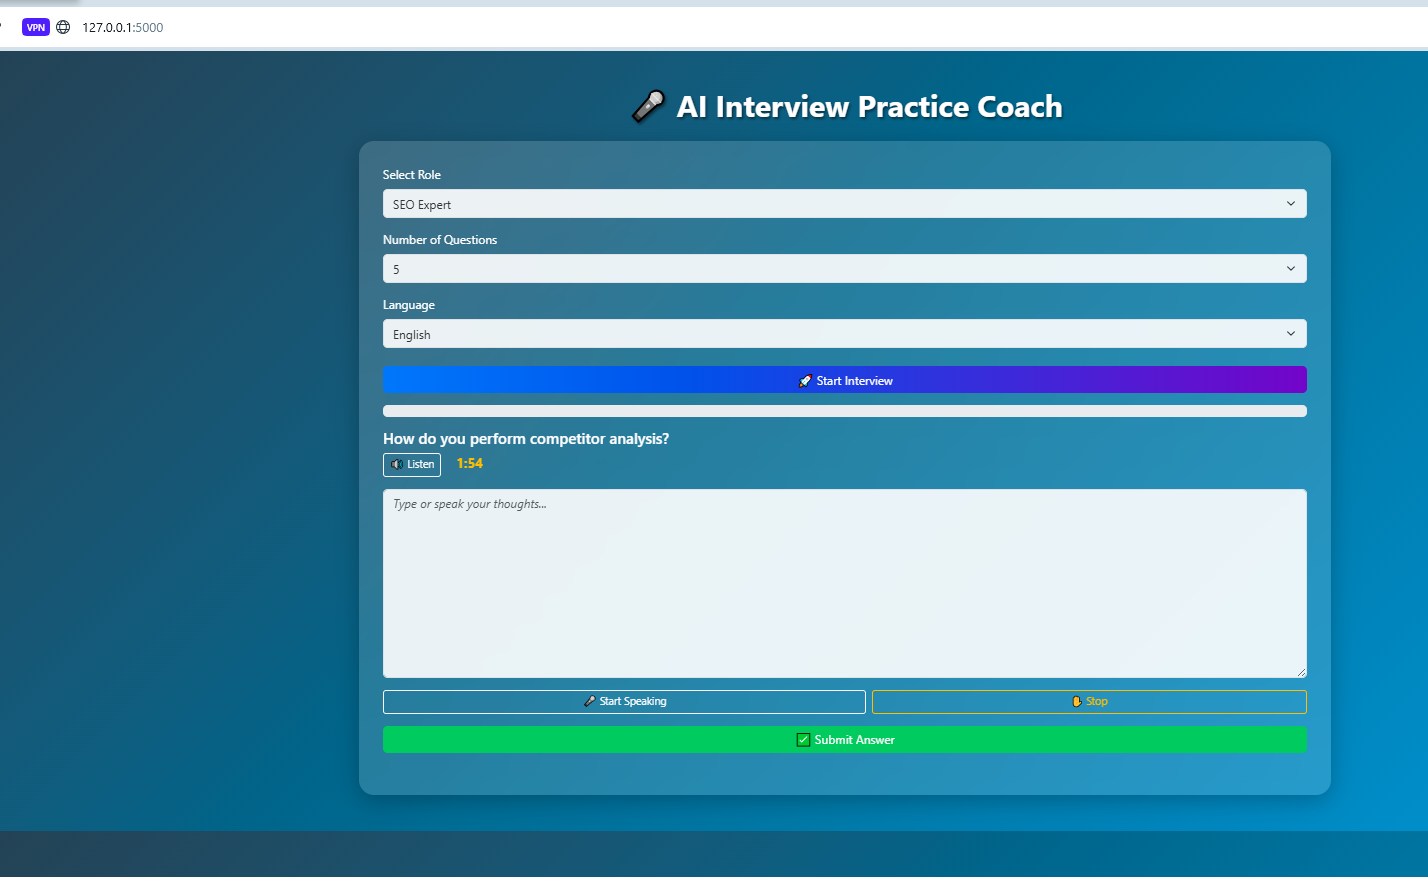 VPN 127.0.0.1:5000
AI Interview Practice Coach
Select Role
SEO Expert
Number of Questions
5
Language
English
Start Interview
How do you perform competitor analysis?
Listen 1:54
Type or speak your thoughts...
Start Speaking Stop
Submit Answer